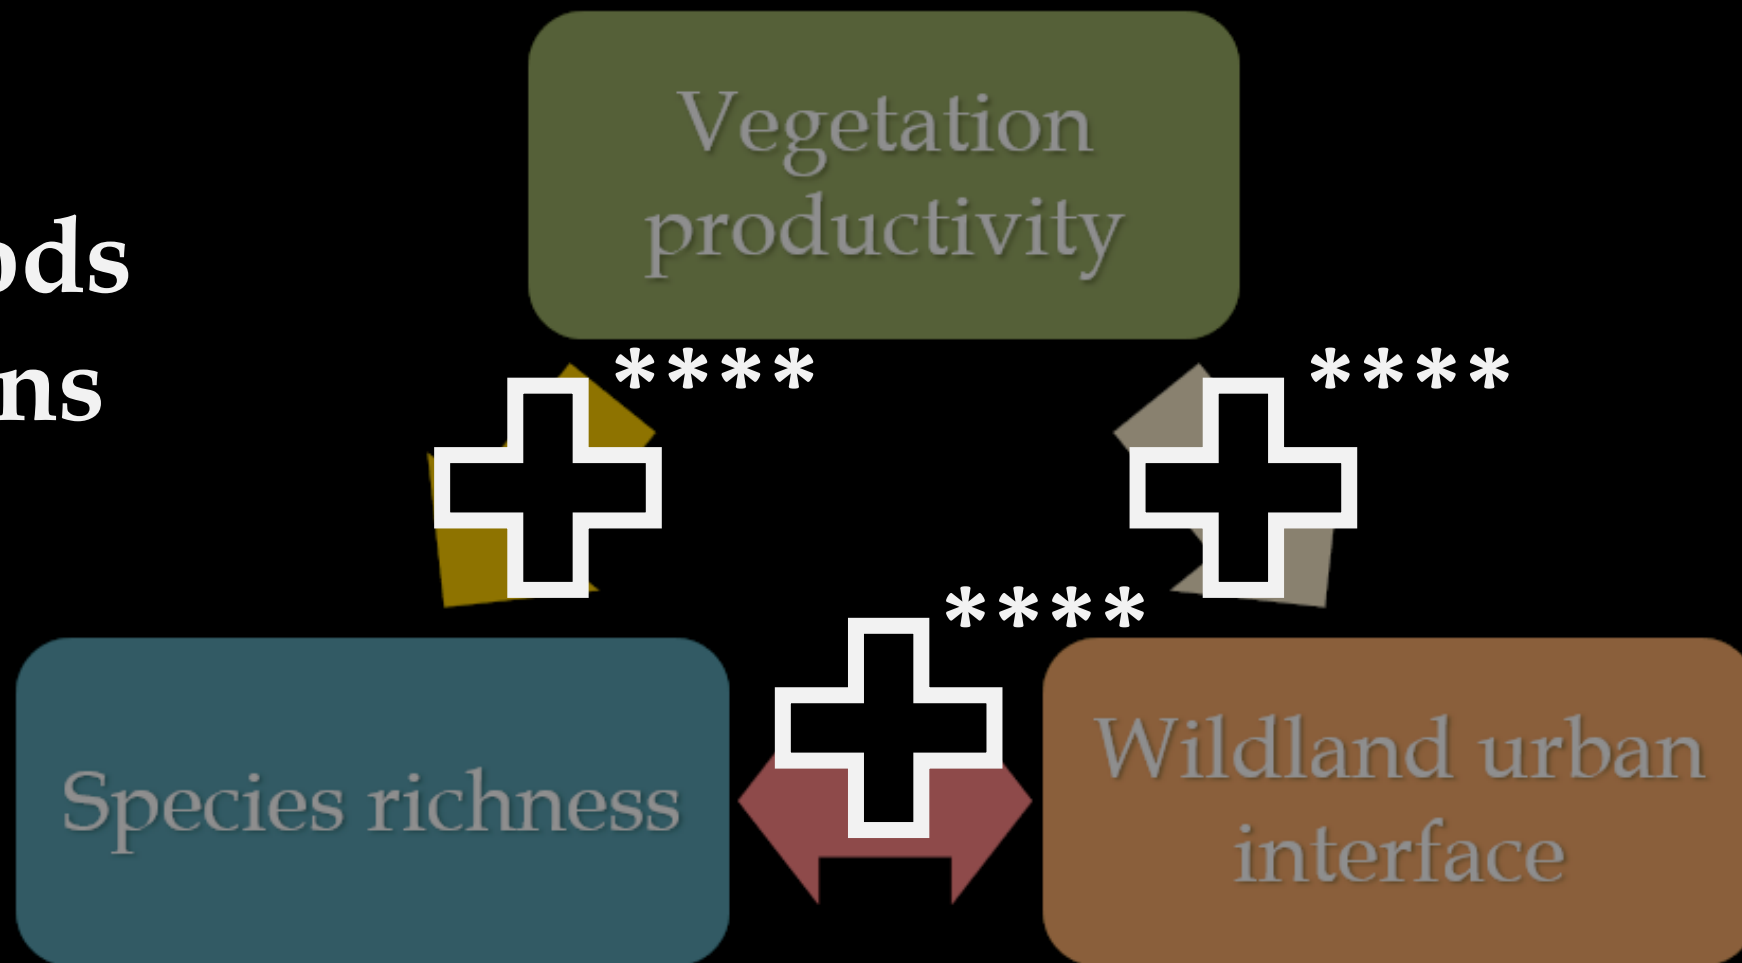 Vegetation
productivity
ods
ns
****
****
****
Species richness
Wildland urban
interface